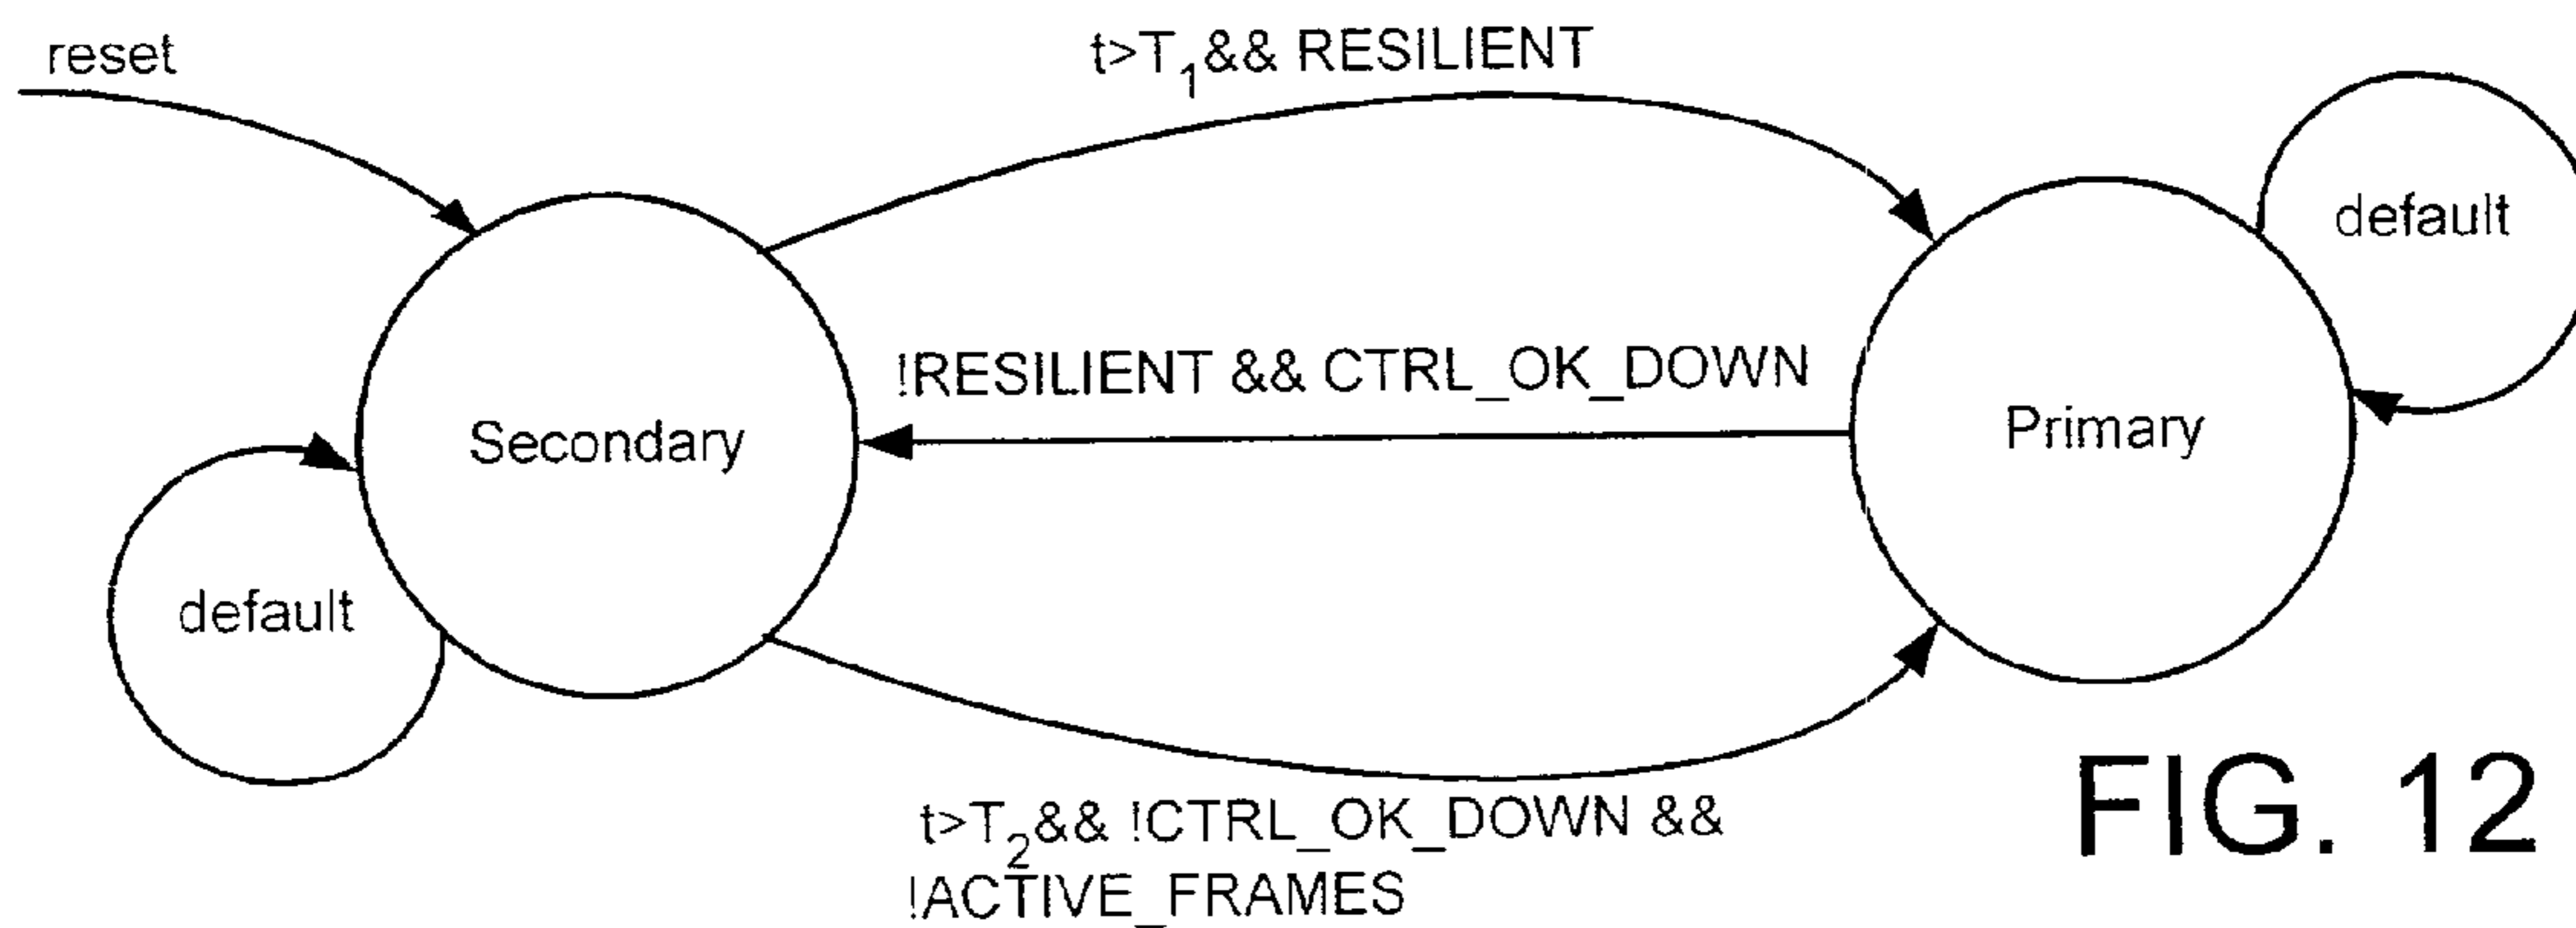 reset
t>T₁&& RESILIENT
default
!RESILIENT && CTRL_OK_DOWN
Secondary
Primary
default
t>T₂&& !CTRL_OK_DOWN &&
!ACTIVE_FRAMES
FIG. 12